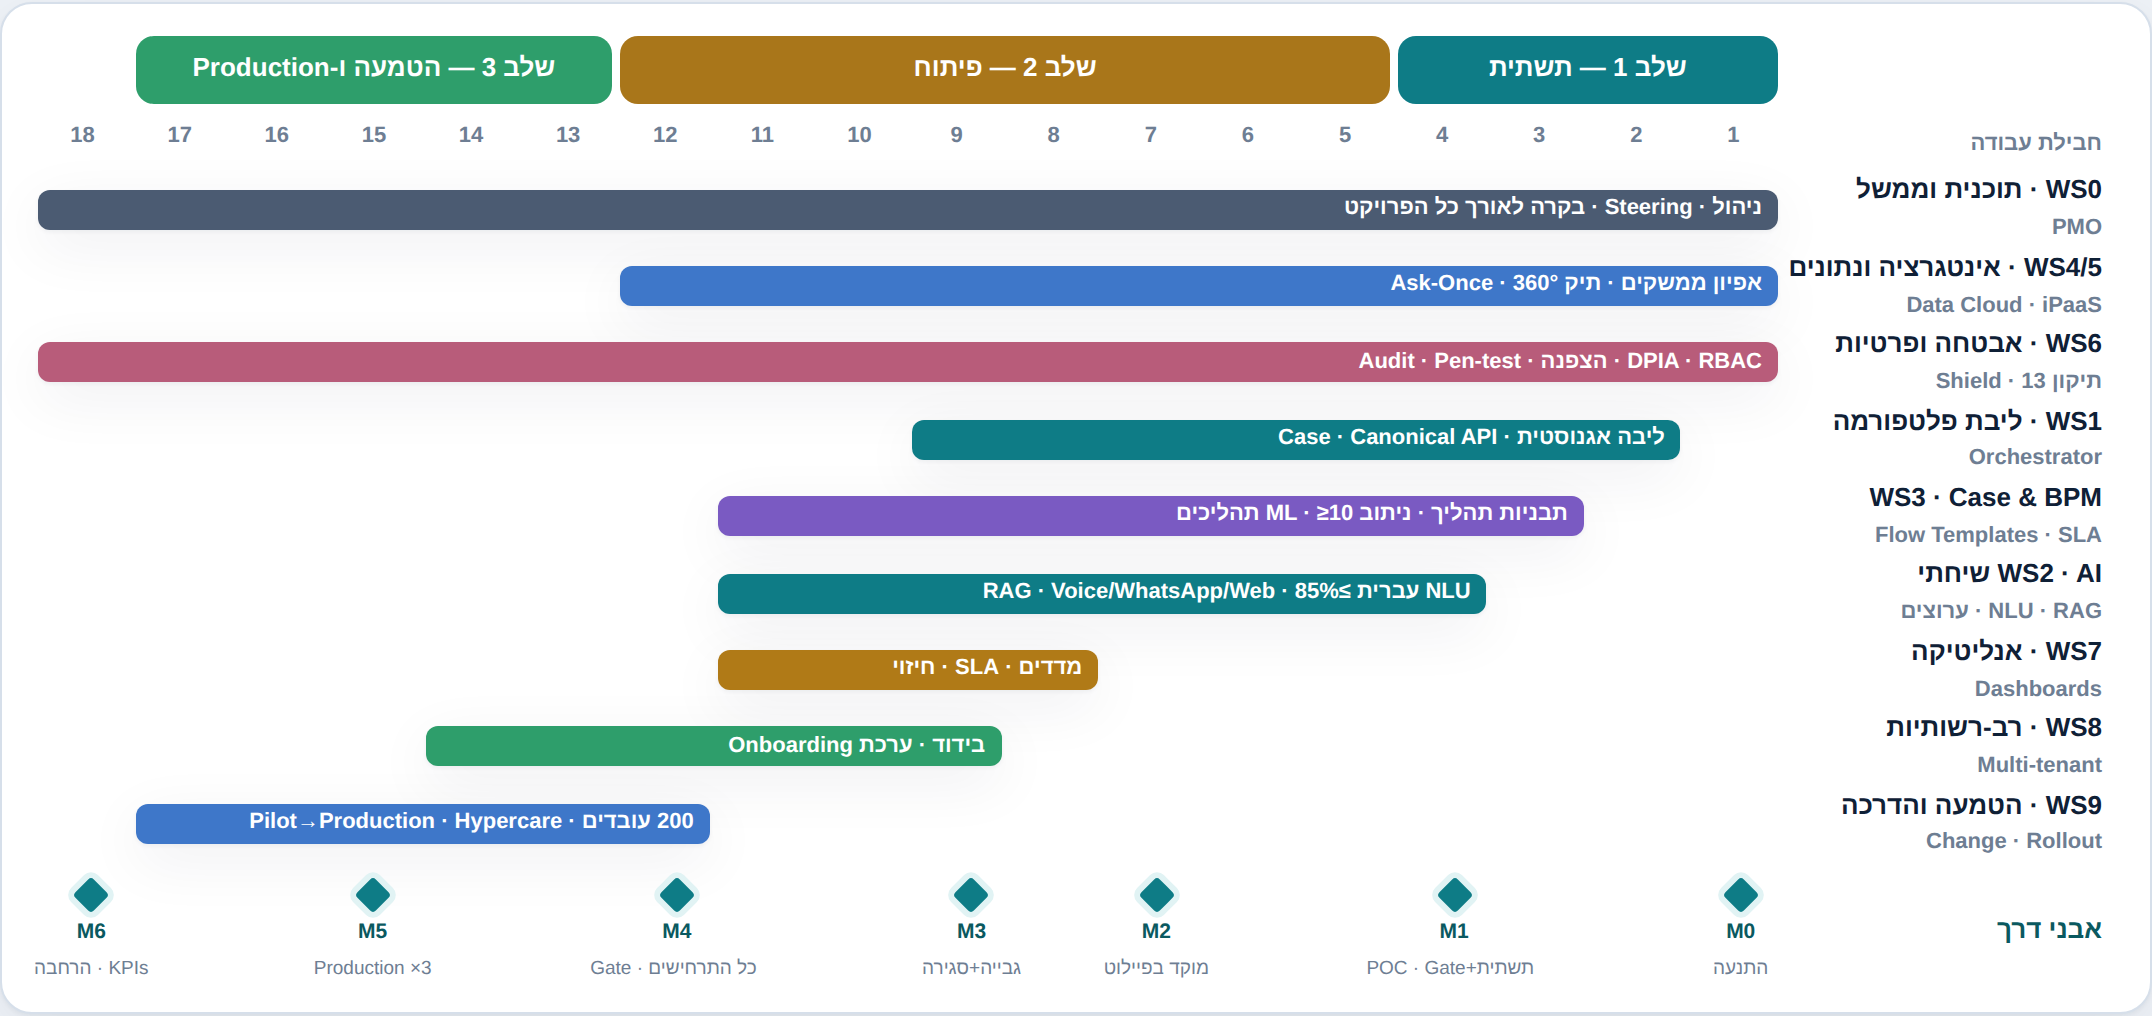 שלב 1 — תשתית
שלב 2 — פיתוח
שלב 3 — הטמעה ו-Production
חבילת עבודה
1 2 3 4 5 6 7 8 9 10 11 12 13 14 15 16 17 18
WS0 · תוכנית וממשל
PMO
ניהול · Steering · בקרה לאורך כל הפרויקט
WS4/5 · אינטגרציה ונתונים
Data Cloud · iPaaS
אפיון ממשקים · תיק 360° · Ask-Once
WS6 · אבטחה ופרטיות
תיקון 13 · Shield
Audit · Pen-test · הצפנה · DPIA · RBAC
WS1 · ליבת פלטפורמה
Orchestrator
ליבה אגנוסטית · Case · Canonical API
WS3 · Case & BPM
Flow Templates · SLA
תבניות תהליך · ניתוב ML · ≥10 תהליכים
WS2 · AI שיחתי
ערוצים · NLU · RAG
NLU עברית ≥85% · RAG · Voice/WhatsApp/Web
WS7 · אנליטיקה
Dashboards
מדדים · SLA · חיזוי
WS8 · רב-רשותיות
Multi-tenant
בידוד · ערכת Onboarding
WS9 · הטמעה והדרכה
Change · Rollout
200 עובדים · Pilot→Production · Hypercare
אבני דרך
M0
התנעה
M1
תשתית+POC · Gate
M2
מוקד בפיילוט
M3
גבייה+סגירה
M4
כל התרחישים · Gate
M5
Production ×3
M6
KPIs · הרחבה